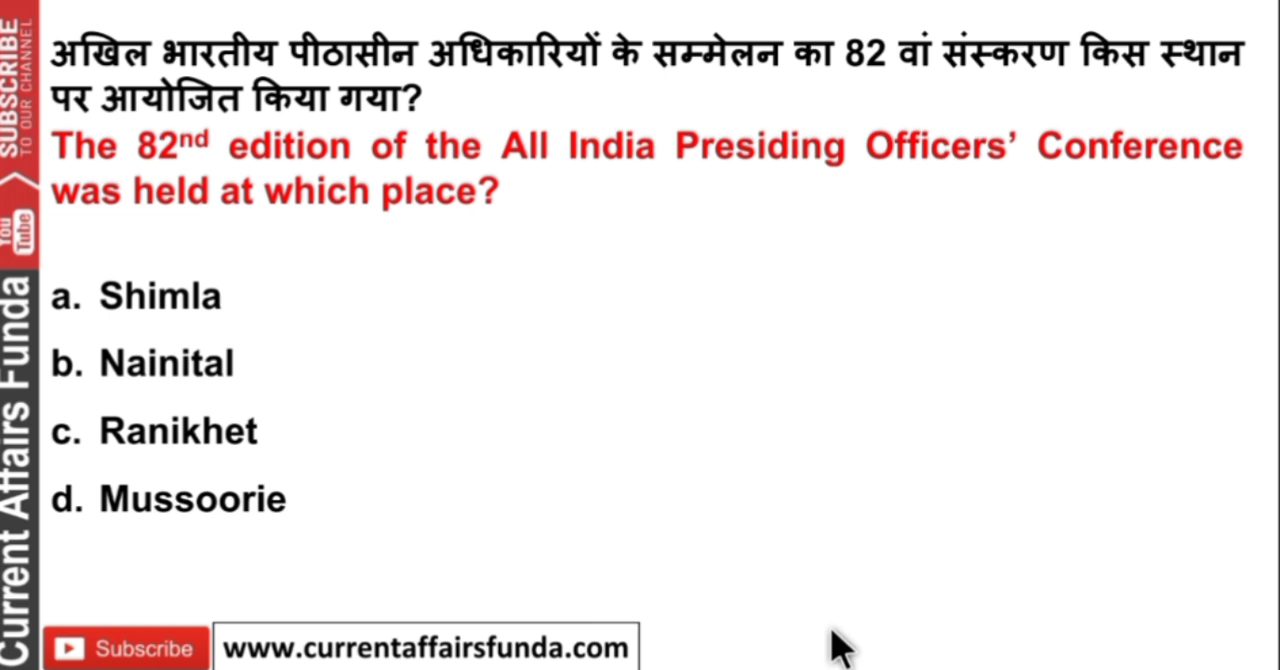 अखिल भारतीय पीठासीन अधिकारियों के सम्मेलन का 82 वां संस्करण किस स्थान
पर आयोजित किया गया?
The 82nd edition of the All India Presiding Officers’ Conference
was held at which place?
a. Shimla
b. Nainital
c. Ranikhet
d. Mussoorie
SUBSCRIBE
TO OUR CHANNEL
You Tube
Current Affairs Funda
Subscribe
www.currentaffairsfunda.com